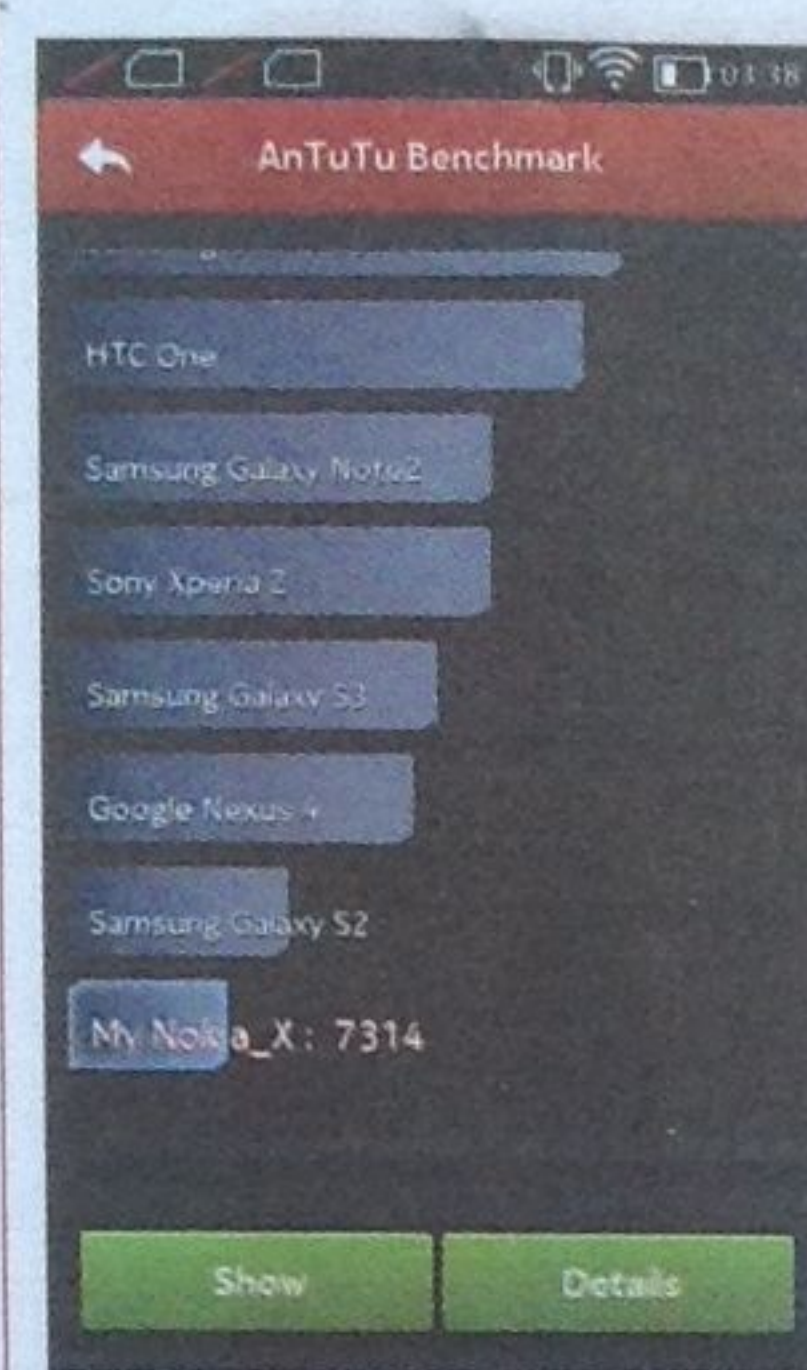 03 38
AnTuTu Benchmark
HTC One
Samsung Galaxy Note2
Sony Xperia Z
Samsung Galaxy S3
Google Nexus 4
Samsung Galaxy S2
My Nokia_X: 7314
Show
Details